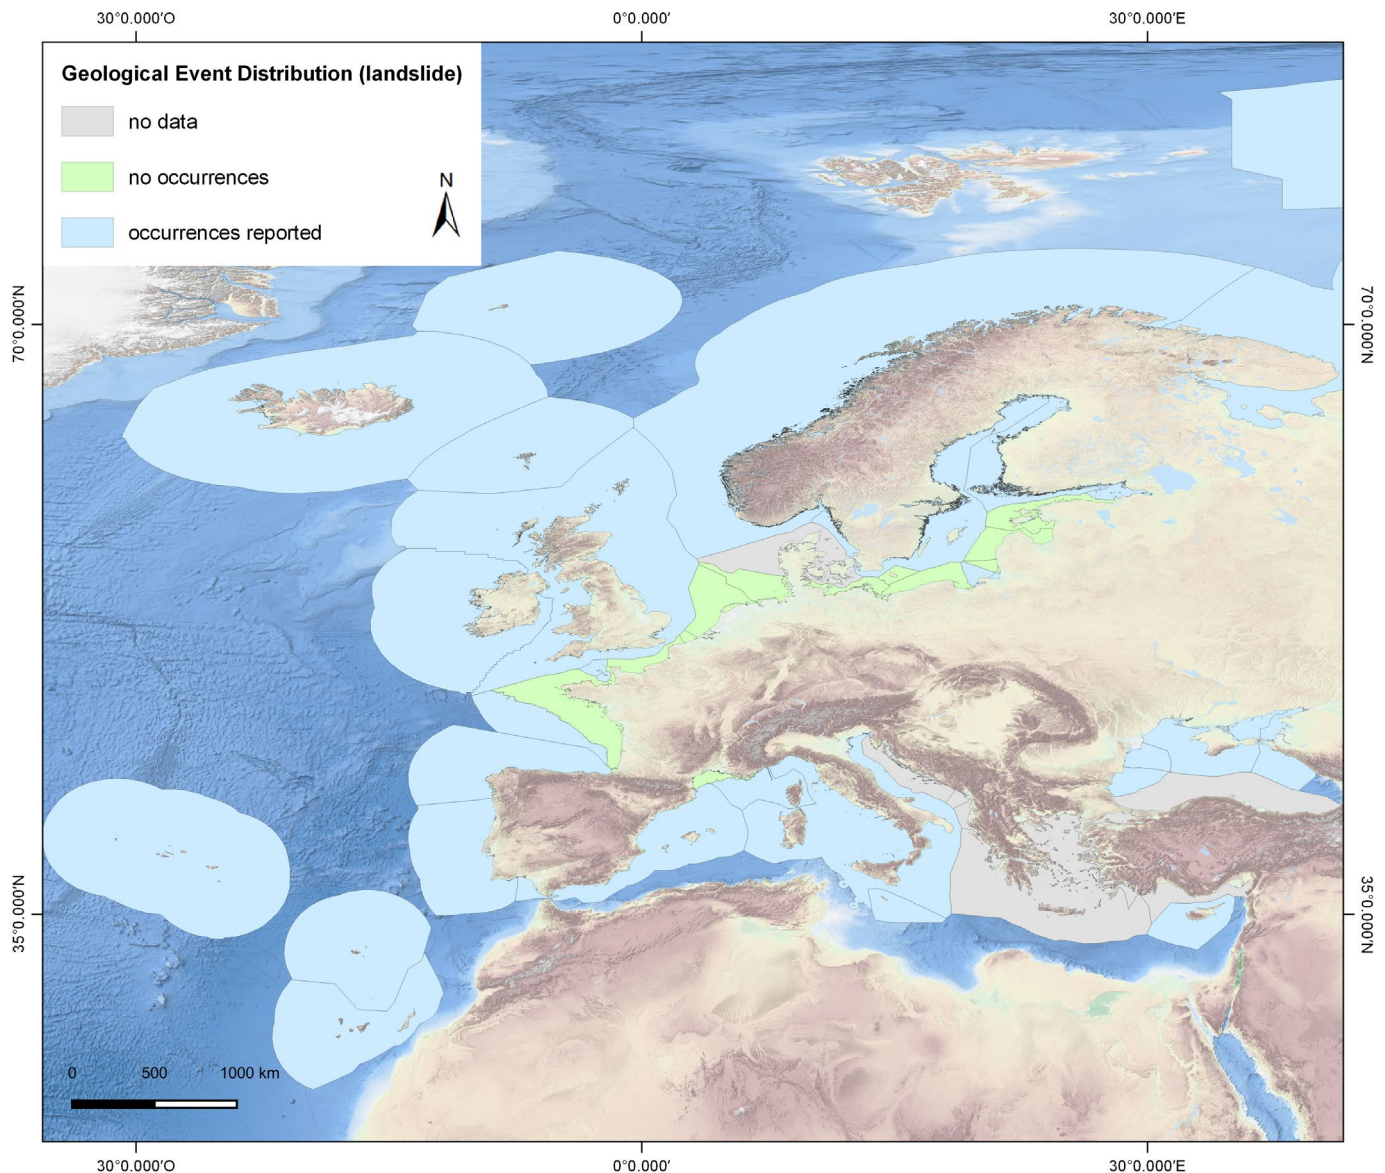 30°0.000′O 0°0.000′ 30°0.000′E
Geological Event Distribution (landslide)
no data
no occurrences
occurrences reported
N
70°0.000′N 70°0.000′N
35°0.000′N 35°0.000′N
0 500 1000 km
30°0.000′O 0°0.000′ 30°0.000′E